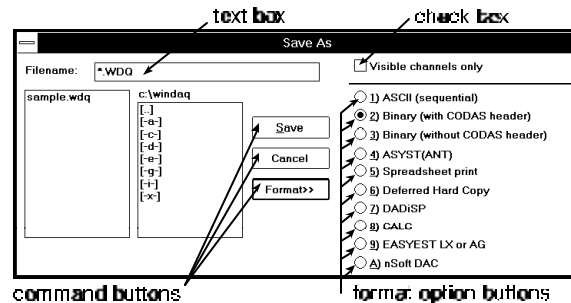 text box
check box
Save As
Filename:
*.WDQ
Visible channels only
sample.wdq
c:\windaq
[..]
[-a-]
[-c-]
[-d-]
[-e-]
[-g-]
[-i-]
[-x-]
Save
Cancel
Format>>
1) ASCII (sequential)
2) Binary (with CODAS header)
3) Binary (without CODAS header)
4) ASYST(ANT)
5) Spreadsheet print
6) Deferred Hard Copy
7) DADiSP
8) CALC
9) EASYEST LX or AG
A) nSoft DAC
command buttons
format option buttons